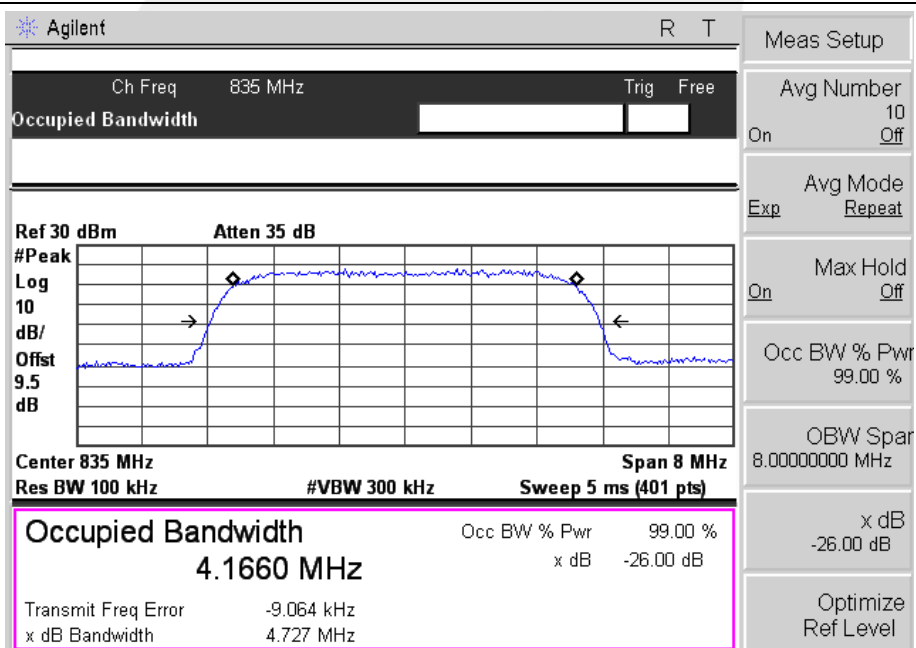 Agilent R T
Ch Freq 835 MHz Trig Free
Occupied Bandwidth
Ref 30 dBm Atten 35 dB
#Peak
Log
10
dB/
Offst
9.5
dB
Center 835 MHz Span 8 MHz
Res BW 100 kHz #VBW 300 kHz Sweep 5 ms (401 pts)
Occupied Bandwidth
4.1660 MHz
Occ BW % Pwr 99.00 %
x dB -26.00 dB
Transmit Freq Error -9.064 kHz
x dB Bandwidth 4.727 MHz
Meas Setup
Avg Number
10
On Off
Avg Mode
Exp Repeat
Max Hold
On Off
Occ BW % Pwr
99.00 %
OBW Span
8.00000000 MHz
x dB
-26.00 dB
Optimize
Ref Level